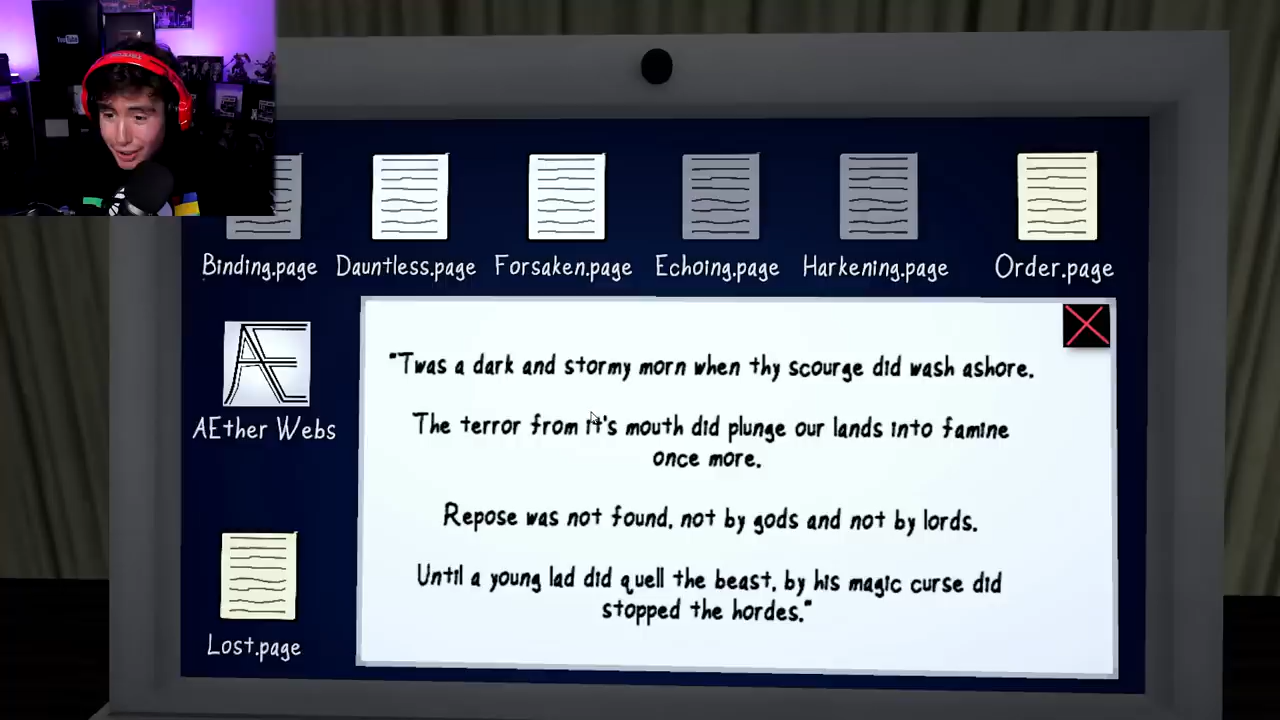 YouTube
Binding.page
Dauntless.page
Forsaken.page
Echoing.page
Harkening.page
Order.page
"Twas a dark and stormy morn when thy scourge did wash ashore.
The terror from it's mouth did plunge our lands into famine
once more.
Repose was not found, not by gods and not by lords.
Until a young lad did quell the beast, by his magic curse did
stopped the hordes."
Æ
AEther Webs
Lost.page